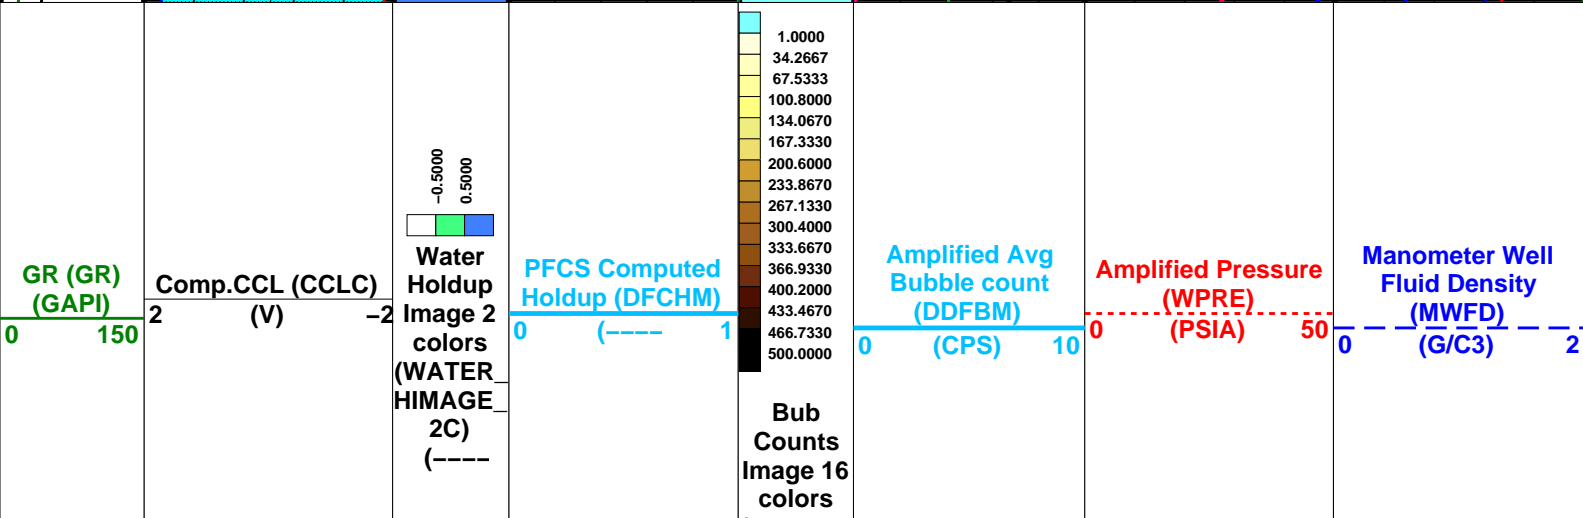 GR (GR)
(GAPI)
0 150
Comp.CCL (CCLC)
2 (V) −2
−0.5000
0.5000
Water
Holdup
Image 2
colors
(WATER_
HIMAGE_
2C)
(−−−−
PFCS Computed
Holdup (DFCHM)
0 (−−−− 1
1.0000
34.2667
67.5333
100.8000
134.0670
167.3330
200.6000
233.8670
267.1330
300.4000
333.6670
366.9330
400.2000
433.4670
466.7330
500.0000
Bub
Counts
Image 16
colors
Amplified Avg
Bubble count
(DDFBM)
0 (CPS) 10
Amplified Pressure
(WPRE)
0 (PSIA) 50
Manometer Well
Fluid Density
(MWFD)
0 (G/C3) 2